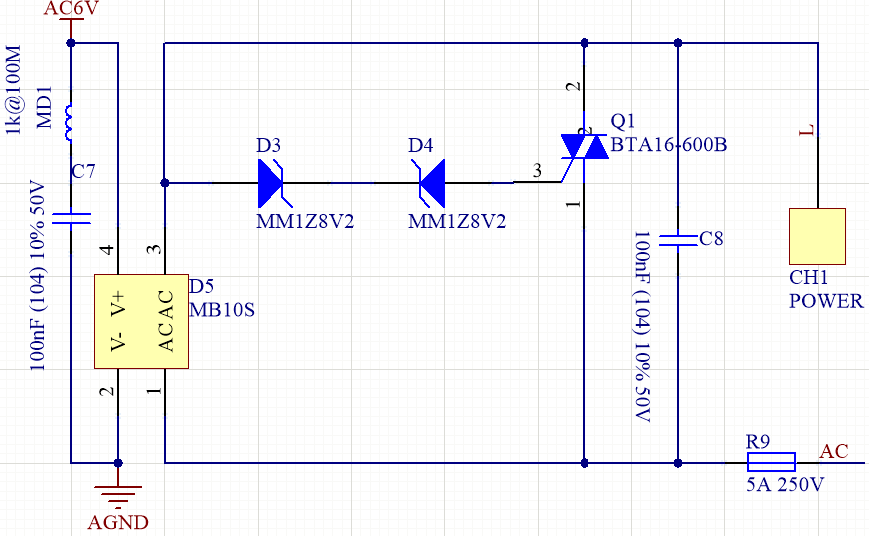 AC6V
1k@100M
MD1
C7
100nF (104) 10% 50V
4
3
V+
V-
AC
AC
D5
MB10S
2
1
AGND
D3
MM1Z8V2
D4
MM1Z8V2
2
2
Q1
BTA16-600B
3
1
C8
100nF (104) 10% 50V
L
CH1
POWER
R9
5A 250V
AC